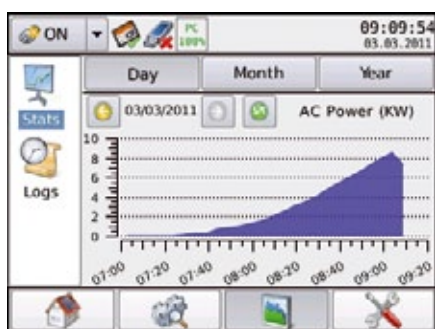 ON
PC
100%
09:09:54
03.03.2011
Day Month Year
Stats
03/03/2011
AC Power (KW)
Logs
10
8
6
4
2
0
07:00 07:20 07:40 08:00 08:20 08:40 09:00 09:20